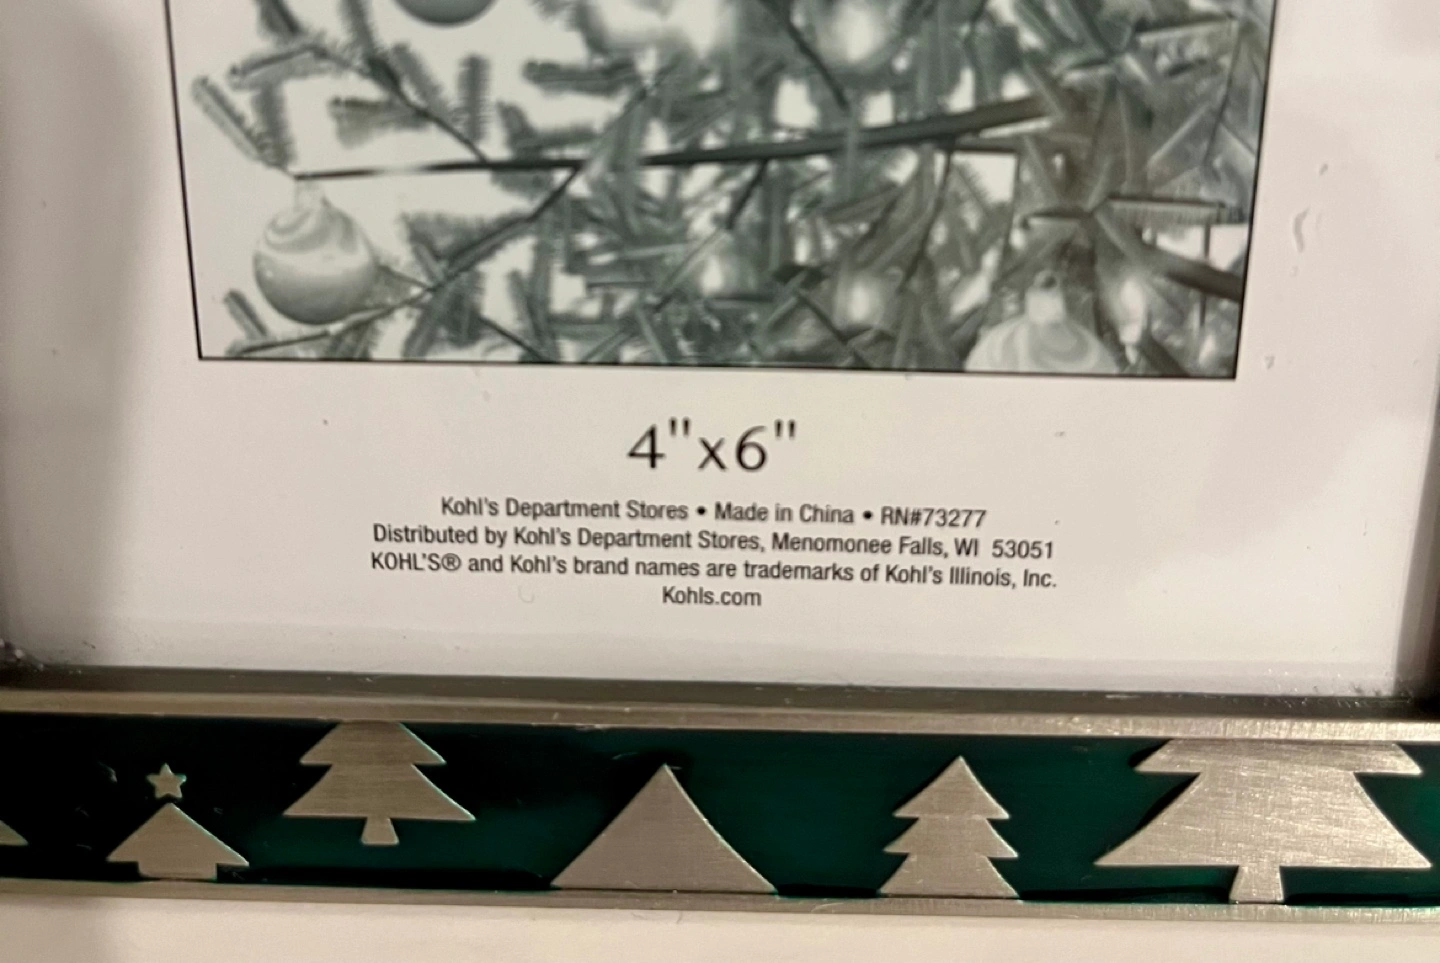 4"x6"
Kohl's Department Stores • Made in China • RN#73277
Distributed by Kohl's Department Stores, Menomonee Falls, WI  53051
KOHL'S® and Kohl's brand names are trademarks of Kohl's Illinois, Inc.
Kohls.com